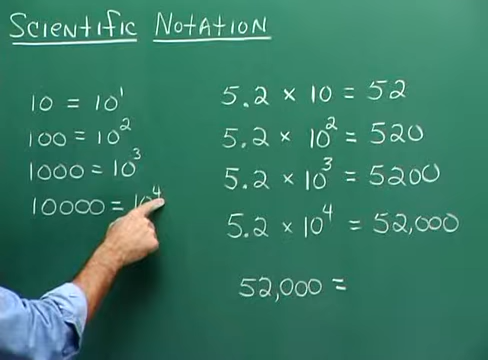 Scientific Notation
10 = 10¹
100 = 10²
1000 = 10³
10000 = 10⁴
5.2 × 10 = 52
5.2 × 10² = 520
5.2 × 10³ = 5200
5.2 × 10⁴ = 52,000
52,000 =